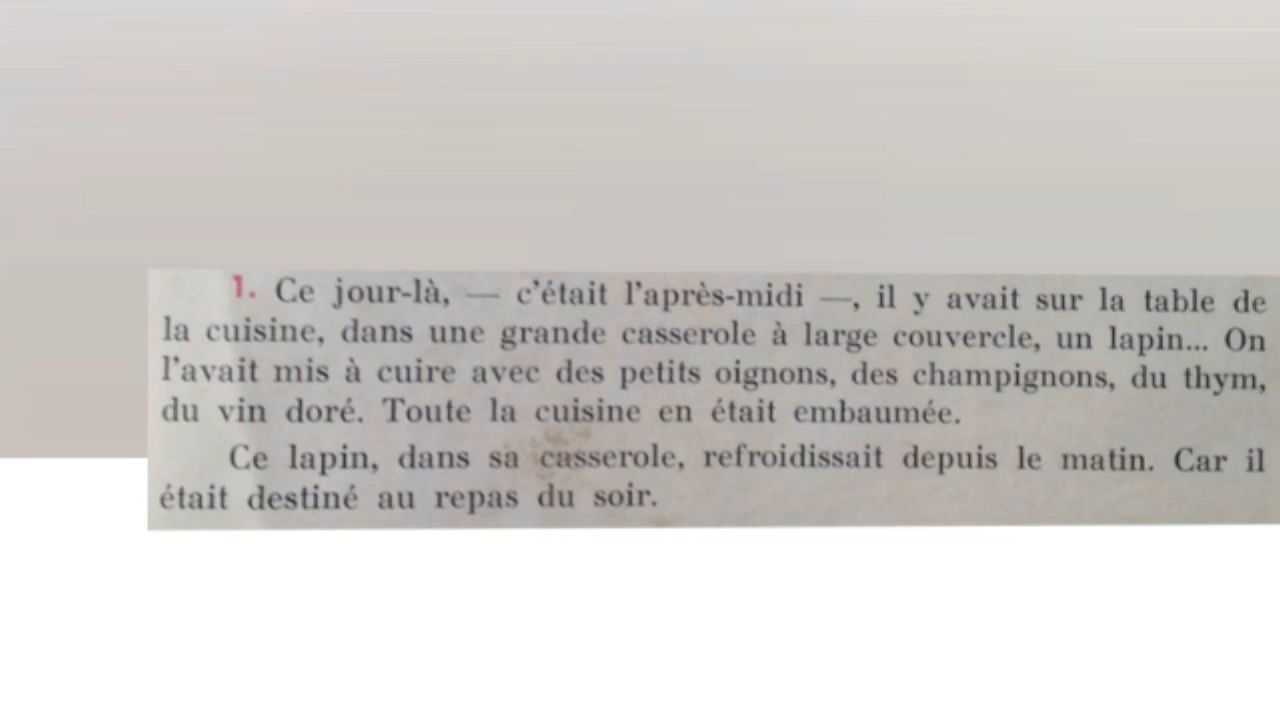 1. Ce jour-là, — c'était l'après-midi —, il y avait sur la table de
la cuisine, dans une grande casserole à large couvercle, un lapin... On
l'avait mis à cuire avec des petits oignons, des champignons, du thym,
du vin doré. Toute la cuisine en était embaumée.
Ce lapin, dans sa casserole, refroidissait depuis le matin. Car il
était destiné au repas du soir.